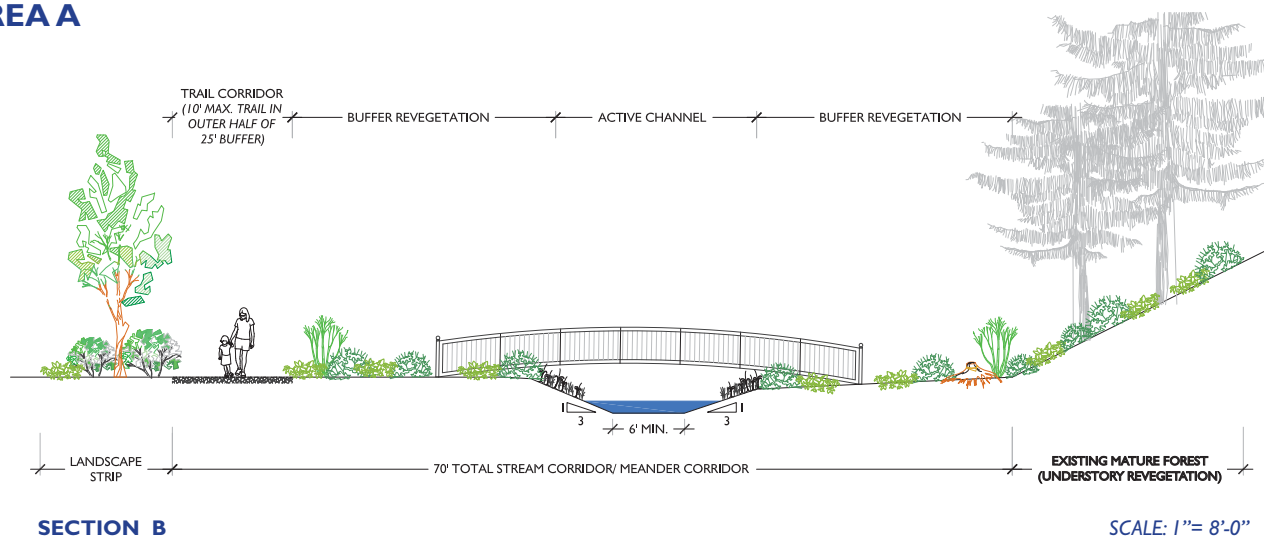 REA A
TRAIL CORRIDOR
(10' MAX. TRAIL IN
OUTER HALF OF
25' BUFFER)
BUFFER REVEGETATION
ACTIVE CHANNEL
BUFFER REVEGETATION
1
3
6' MIN.
3
1
LANDSCAPE
STRIP
70' TOTAL STREAM CORRIDOR/ MEANDER CORRIDOR
EXISTING MATURE FOREST
(UNDERSTORY REVEGETATION)
SECTION B
SCALE: 1”= 8'-0”